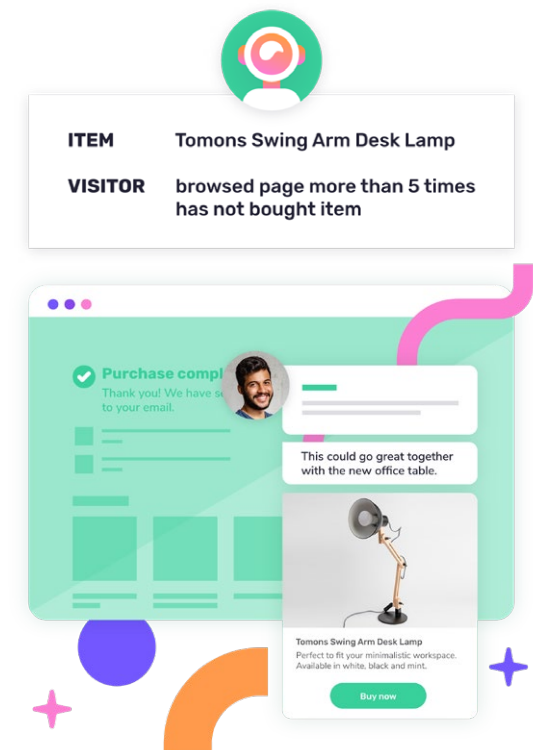 ITEM Tomons Swing Arm Desk Lamp
VISITOR browsed page more than 5 times
has not bought item
Purchase compl
Thank you! We have se
to your email.
This could go great together
with the new office table.
Tomons Swing Arm Desk Lamp
Perfect to fit your minimalistic workspace.
Available in white, black and mint.
Buy now